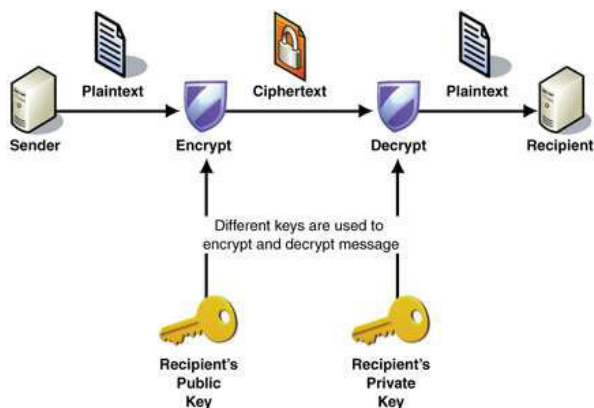 Plaintext
Ciphertext
Plaintext
Sender
Encrypt
Decrypt
Recipient
Different keys are used to
encrypt and decrypt message
Recipient's
Public
Key
Recipient's
Private
Key